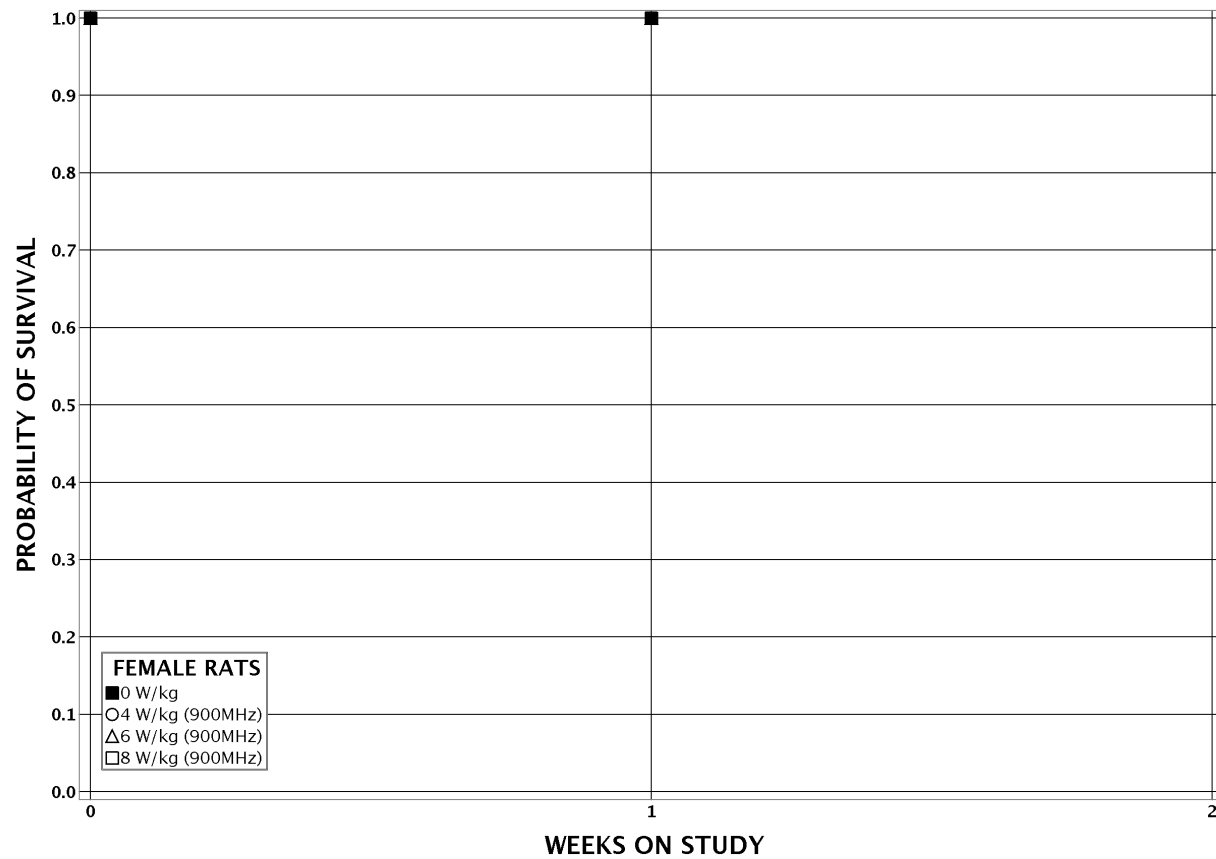 1.0
0.9
0.8
0.7
0.6
0.5
0.4
0.3
0.2
0.1
0.0
PROBABILITY OF SURVIVAL
FEMALE RATS
0 W/kg
4 W/kg (900MHz)
6 W/kg (900MHz)
8 W/kg (900MHz)
0 1 2
WEEKS ON STUDY